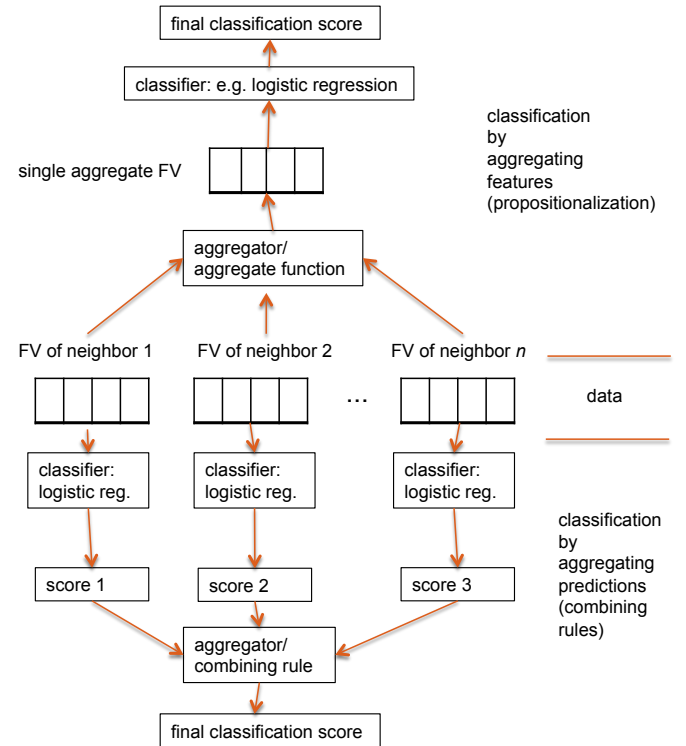 final classification score
classifier: e.g. logistic regression
classification
by
aggregating
features
(propositionalization)
single aggregate FV
aggregator/
aggregate function
FV of neighbor 1
FV of neighbor 2
FV of neighbor n
...
data
classifier:
logistic reg.
classifier:
logistic reg.
classifier:
logistic reg.
classification
by
aggregating
predictions
(combining
rules)
score 1
score 2
score 3
aggregator/
combining rule
final classification score